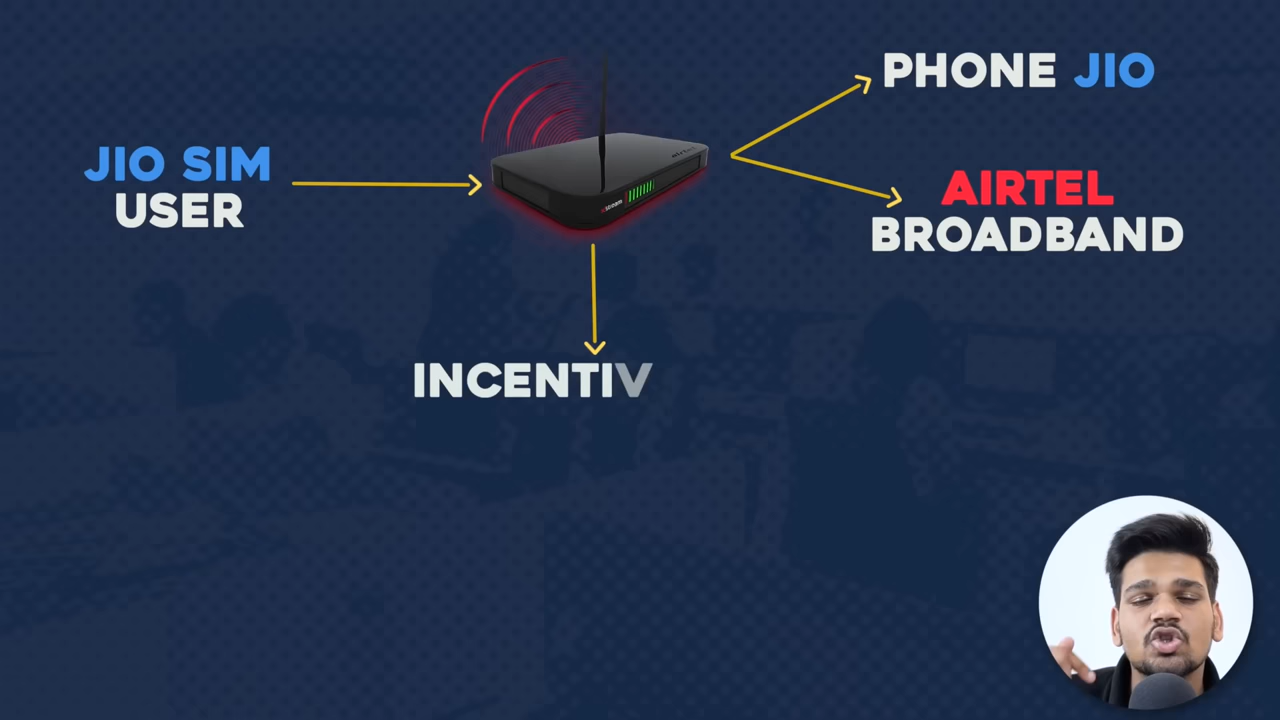 PHONE JIO
JIO SIM
USER
AIRTEL
BROADBAND
INCENTIV